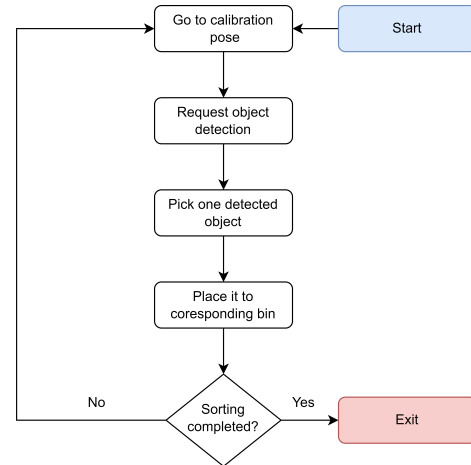 Go to calibration
pose
Start
Request object
detection
Pick one detected
object
Place it to
coresponding bin
No
Sorting
completed?
Yes
Exit